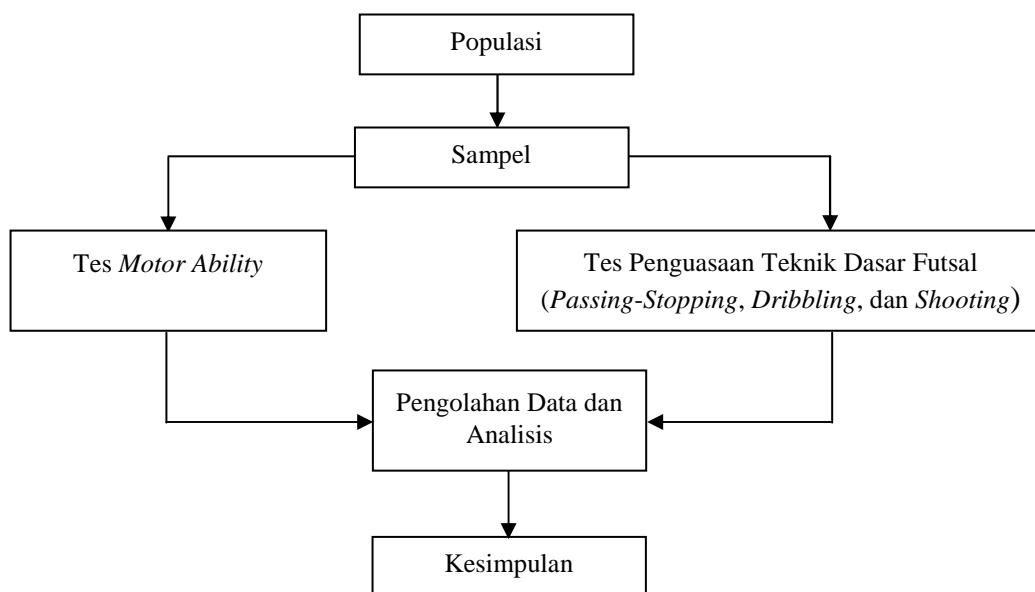 Populasi
Sampel
Tes Motor Ability
Tes Penguasaan Teknik Dasar Futsal
(Passing-Stopping, Dribbling, dan Shooting)
Pengolahan Data dan
Analisis
Kesimpulan